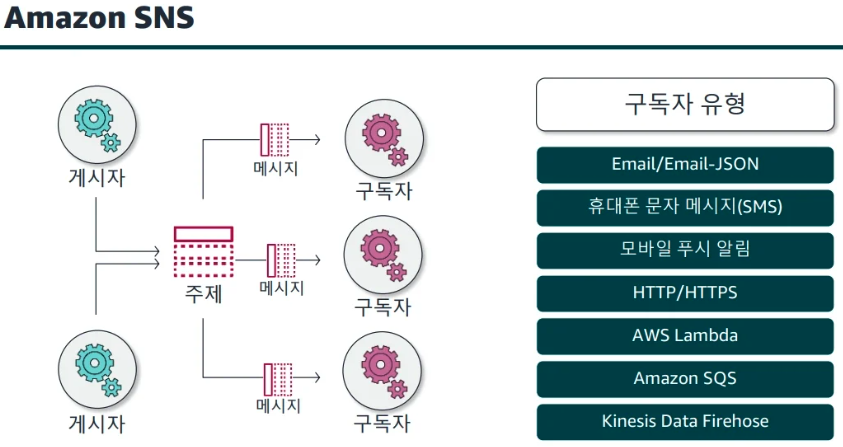 Amazon SNS
게시자
게시자
주제
메시지
구독자
메시지
구독자
메시지
구독자
구독자 유형
Email/Email-JSON
휴대폰 문자 메시지(SMS)
모바일 푸시 알림
HTTP/HTTPS
AWS Lambda
Amazon SQS
Kinesis Data Firehose